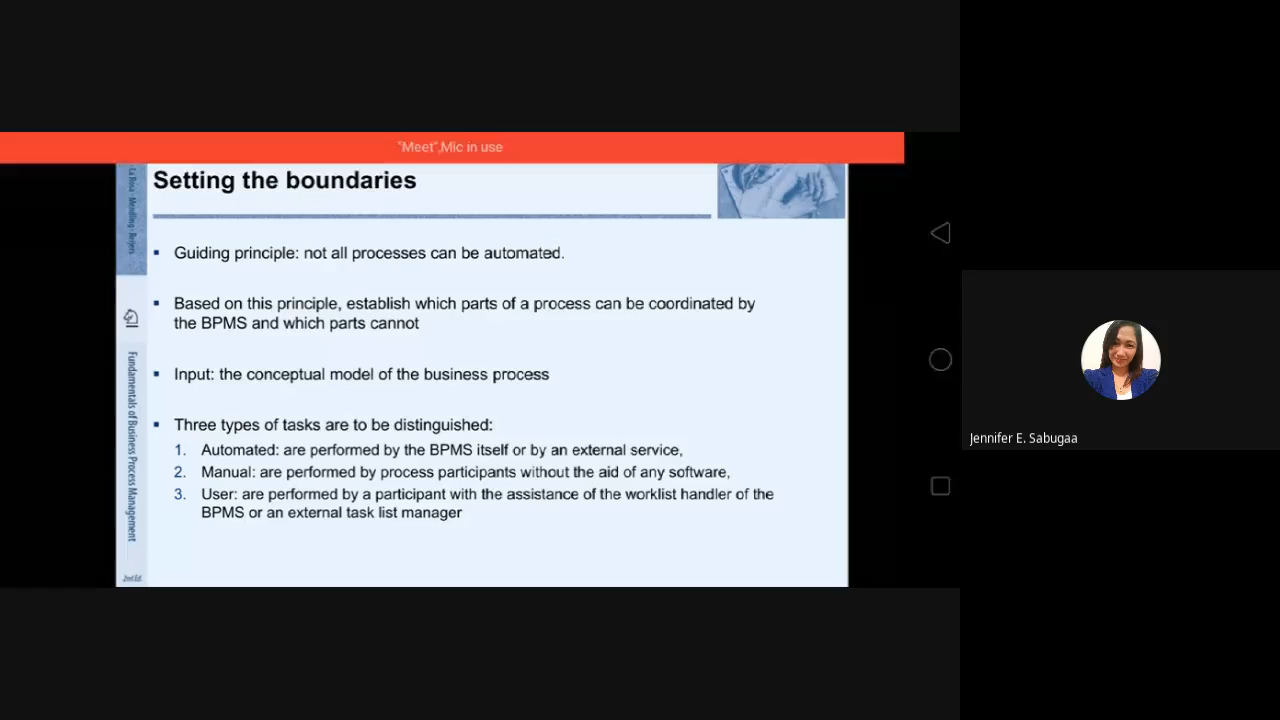 "Meet",Mic in use
La Rosa · Mendling · Reijers
Fundamentals of Business Process Management
2nd Ed.
Setting the boundaries
Guiding principle: not all processes can be automated.
Based on this principle, establish which parts of a process can be coordinated by
the BPMS and which parts cannot
Input: the conceptual model of the business process
Three types of tasks are to be distinguished:
1. Automated: are performed by the BPMS itself or by an external service,
2. Manual: are performed by process participants without the aid of any software,
3. User: are performed by a participant with the assistance of the worklist handler of the
BPMS or an external task list manager
Jennifer E. Sabugaa